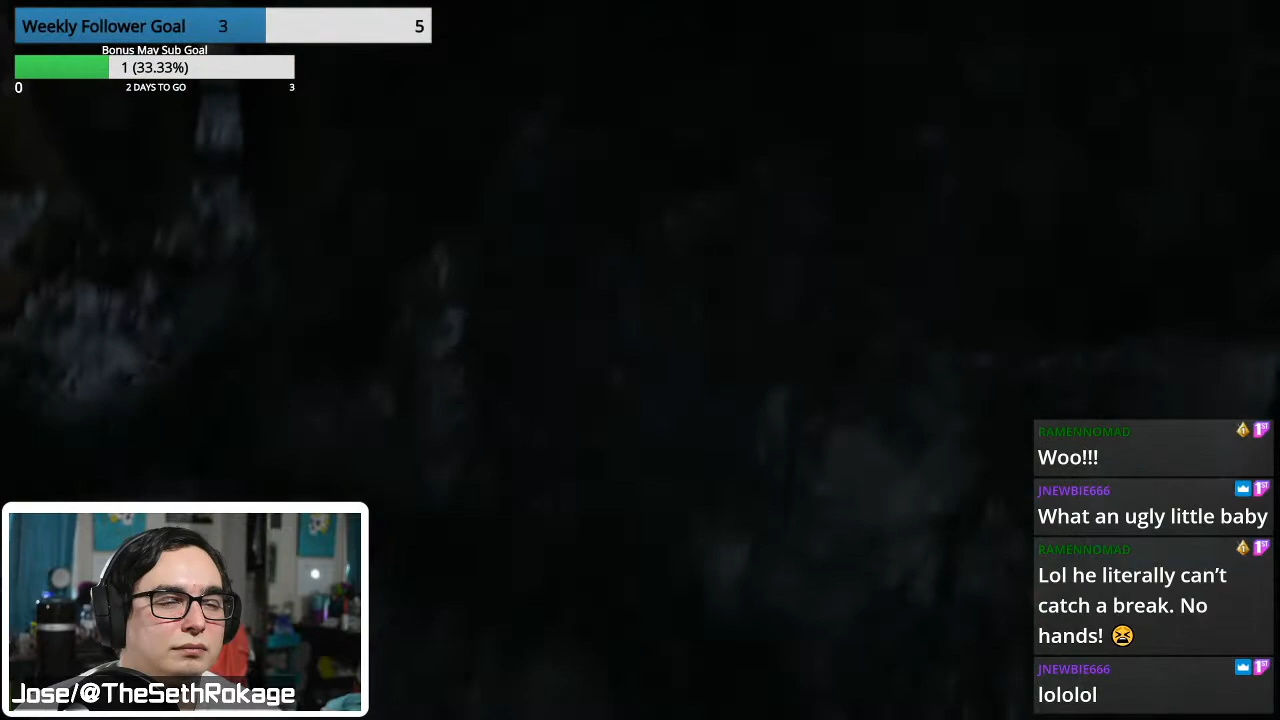 Weekly Follower Goal 3 5
Bonus May Sub Goal
1 (33.33%)
0 2 DAYS TO GO 3
RAMENNOMAD
Woo!!!
JNEWBIE666
What an ugly little baby
RAMENNOMAD
Lol he literally can't
catch a break. No
hands! 😫
JNEWBIE666
lololol
Jose/@TheSethRokage